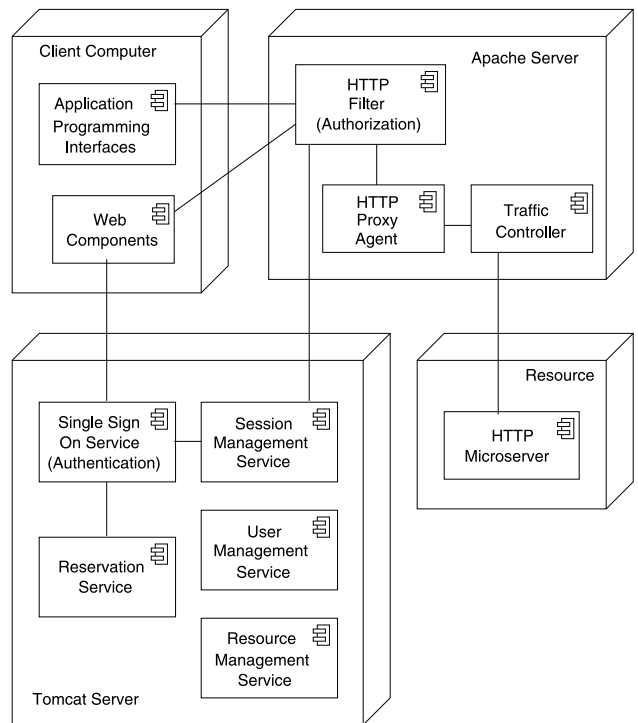 Client Computer
Application
Programming
Interfaces
Web
Components
Apache Server
HTTP
Filter
(Authorization)
HTTP
Proxy
Agent
Traffic
Controller
Single Sign
On Service
(Authentication)
Session
Management
Service
Reservation
Service
User
Management
Service
Resource
Management
Service
Tomcat Server
Resource
HTTP
Microserver